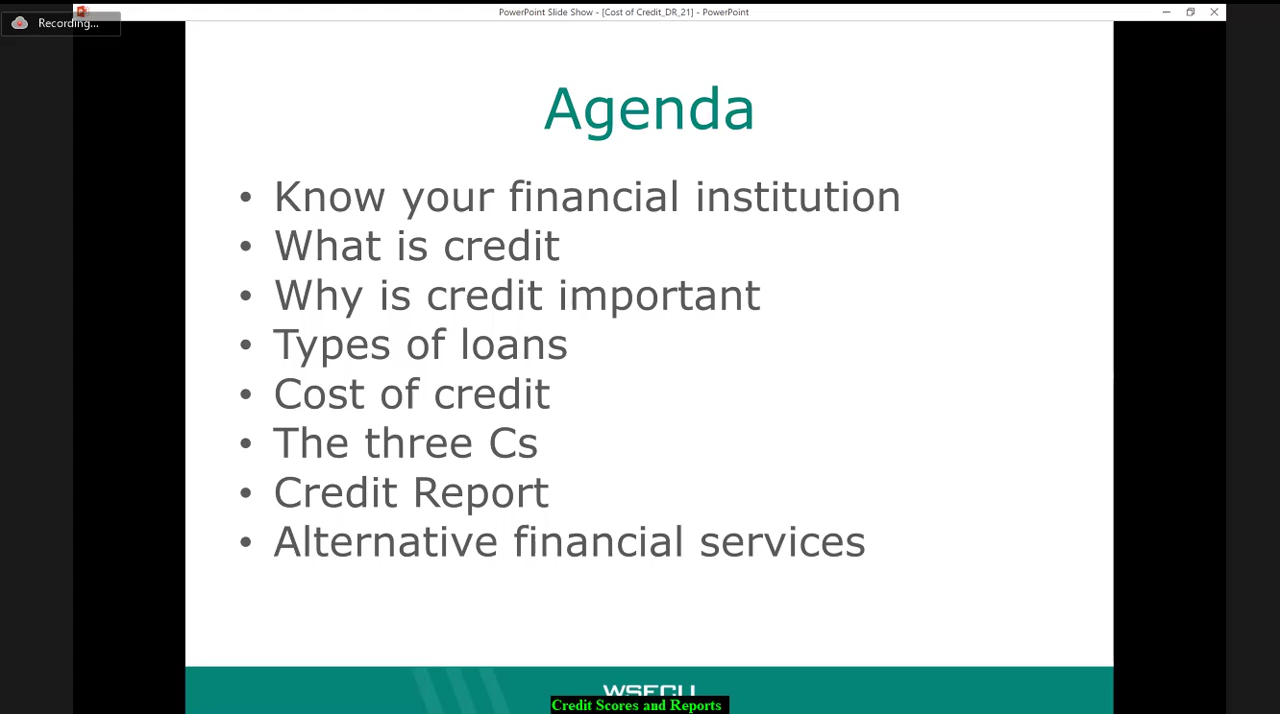 PowerPoint Slide Show - [Cost of Credit_DR_21] - PowerPoint
Recording...
Agenda
• Know your financial institution
• What is credit
• Why is credit important
• Types of loans
• Cost of credit
• The three Cs
• Credit Report
• Alternative financial services
WSECU
Credit Scores and Reports